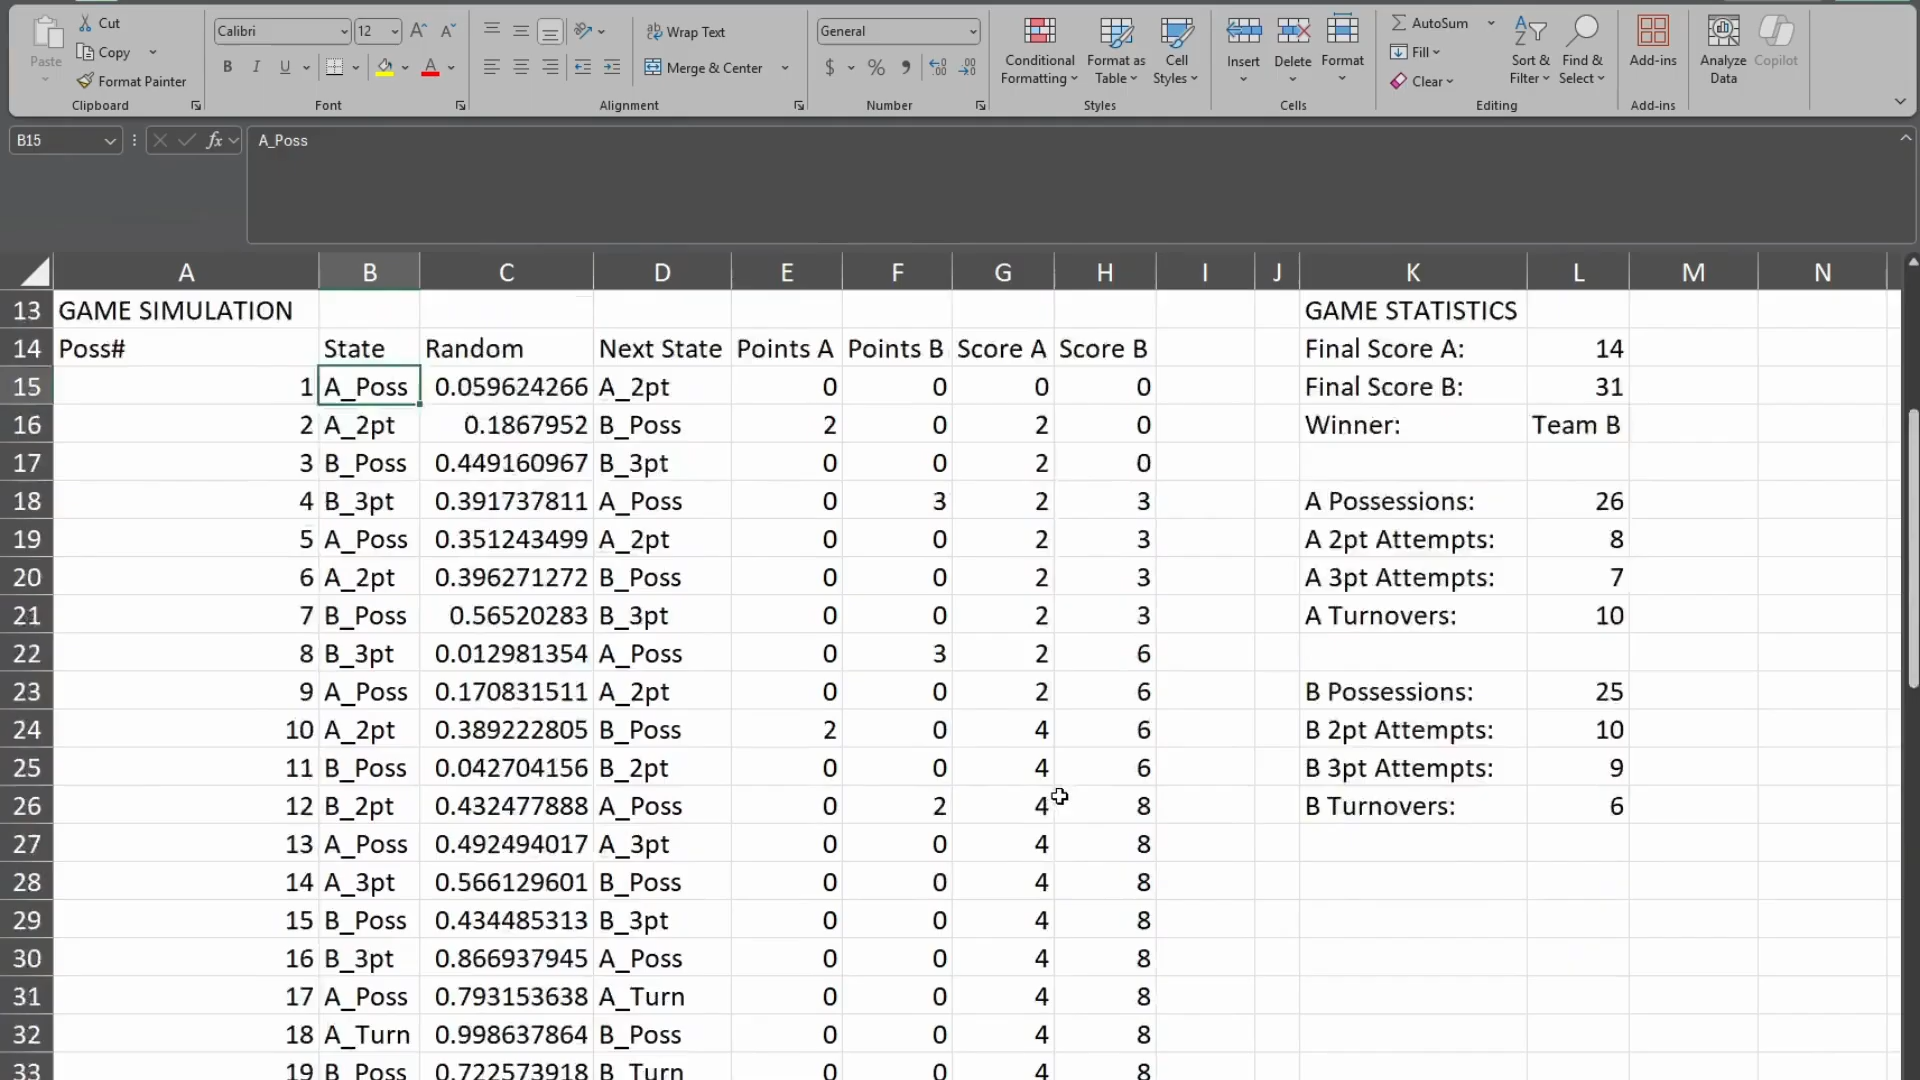 Paste
Cut
Copy
Format Painter
Clipboard
Calibri 12
B I U
Font
Wrap Text
Merge & Center
Alignment
General
$ % 9
Number
Conditional Formatting
Format as Table
Cell Styles
Styles
Insert
Delete
Format
Cells
AutoSum
Fill
Clear
Sort & Filter
Find & Select
Editing
Add-ins
Add-ins
Analyze Data
Copilot
B15 fx A_Poss
A B C D E F G H I J K L M N
13 GAME SIMULATION GAME STATISTICS
14 Poss# State Random Next State Points A Points B Score A Score B Final Score A: 14
15 1 A_Poss 0.059624266 A_2pt 0 0 0 0 Final Score B: 31
16 2 A_2pt 0.1867952 B_Poss 2 0 2 0 Winner: Team B
17 3 B_Poss 0.449160967 B_3pt 0 0 2 0
18 4 B_3pt 0.391737811 A_Poss 0 3 2 3 A Possessions: 26
19 5 A_Poss 0.351243499 A_2pt 0 0 2 3 A 2pt Attempts: 8
20 6 A_2pt 0.396271272 B_Poss 0 0 2 3 A 3pt Attempts: 7
21 7 B_Poss 0.56520283 B_3pt 0 0 2 3 A Turnovers: 10
22 8 B_3pt 0.012981354 A_Poss 0 3 2 6
23 9 A_Poss 0.170831511 A_2pt 0 0 2 6 B Possessions: 25
24 10 A_2pt 0.389222805 B_Poss 2 0 4 6 B 2pt Attempts: 10
25 11 B_Poss 0.042704156 B_2pt 0 0 4 6 B 3pt Attempts: 9
26 12 B_2pt 0.432477888 A_Poss 0 2 4 8 B Turnovers: 6
27 13 A_Poss 0.492494017 A_3pt 0 0 4 8
28 14 A_3pt 0.566129601 B_Poss 0 0 4 8
29 15 B_Poss 0.434485313 B_3pt 0 0 4 8
30 16 B_3pt 0.866937945 A_Poss 0 0 4 8
31 17 A_Poss 0.793153638 A_Turn 0 0 4 8
32 18 A_Turn 0.998637864 B_Poss 0 0 4 8
33 19 B_Poss 0.722573918 B_Turn 0 0 4 8